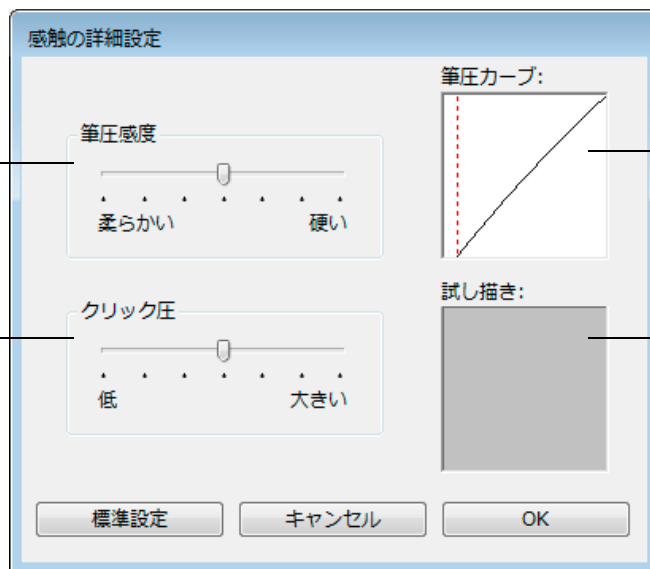 感触の詳細設定
筆圧感度
柔らかい 硬い
筆圧カーブ:
クリック圧
低 大きい
試し描き:
標準設定 キャンセル OK